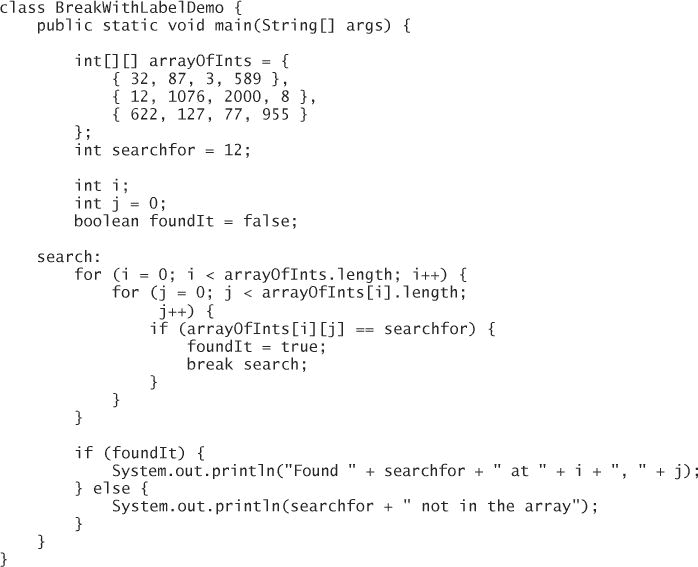 class BreakWithLabelDemo {
    public static void main(String[] args) {

        int[][] arrayOfInts = {
            { 32, 87, 3, 589 },
            { 12, 1076, 2000, 8 },
            { 622, 127, 77, 955 }
        };
        int searchfor = 12;

        int i;
        int j = 0;
        boolean foundIt = false;

    search:
        for (i = 0; i < arrayOfInts.length; i++) {
            for (j = 0; j < arrayOfInts[i].length;
                 j++) {
                if (arrayOfInts[i][j] == searchfor) {
                    foundIt = true;
                    break search;
                }
            }
        }

        if (foundIt) {
            System.out.println("Found " + searchfor + " at " + i + ", " + j);
        } else {
            System.out.println(searchfor + " not in the array");
        }
    }
}